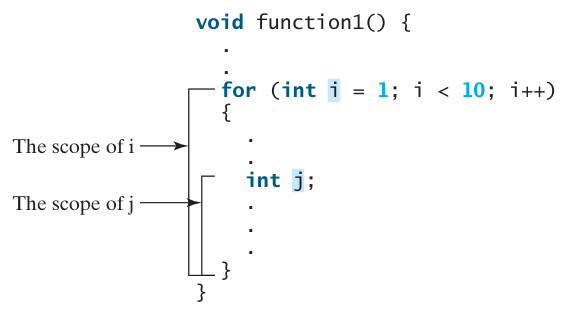 void function1() {
.
.
for (int i = 1; i < 10; i++)
{
.
The scope of i
.
int j;
The scope of j
.
.
.
}
}